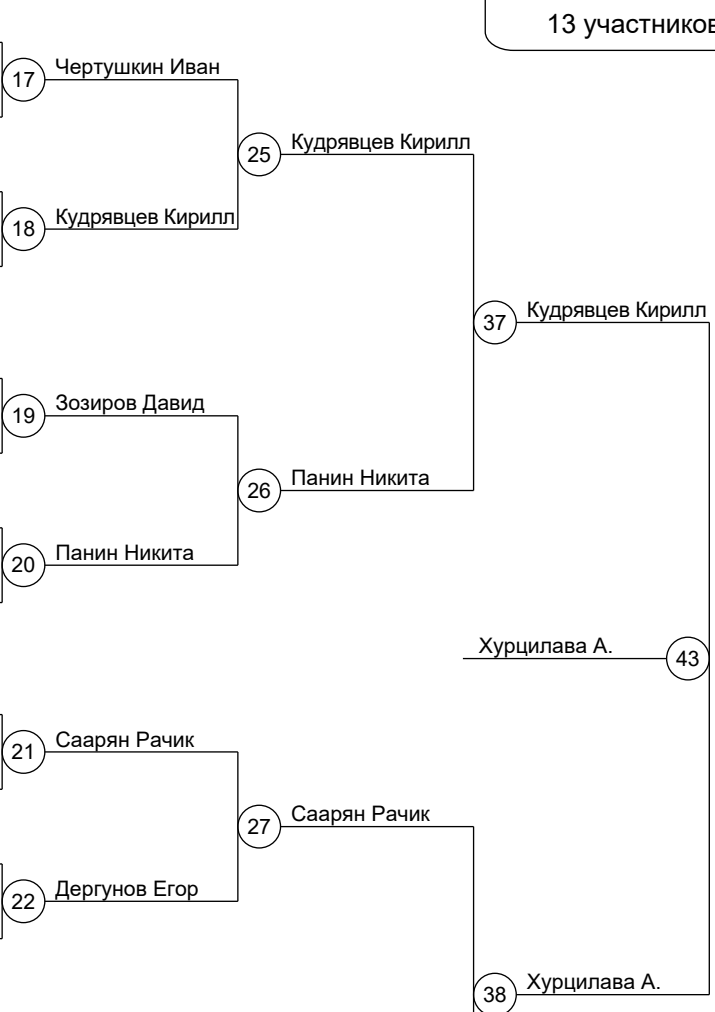 13 участников
17 Чертушкин Иван
25 Кудрявцев Кирилл
18 Кудрявцев Кирилл
37 Кудрявцев Кирилл
19 Зозиров Давид
26 Панин Никита
20 Панин Никита
Хурцилава А. 43
21 Саарян Рачик
27 Саарян Рачик
22 Дергунов Егор
38 Хурцилава А.